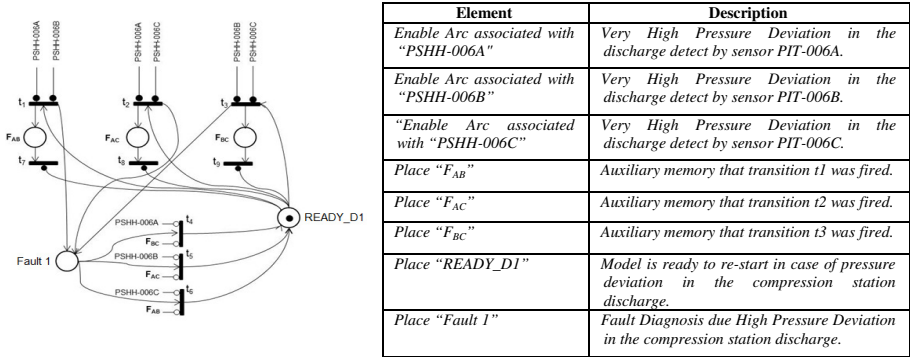 PSHH-006A
PSHH-006B
PSHH-006A
PSHH-006C
PSHH-006B
PSHH-006C
t1
t2
t3
FAB
FAC
FBC
t7
t8
t9
READY_D1
PSHH-006A
t4
FBC
PSHH-006B
t5
FAC
PSHH-006C
t6
FAB
Fault 1
Element Description
Enable Arc associated with Very High Pressure Deviation in the
“PSHH-006A" discharge detect by sensor PIT-006A.
Enable Arc associated with Very High Pressure Deviation in the
“PSHH-006B” discharge detect by sensor PIT-006B.
“Enable Arc associated Very High Pressure Deviation in the
with “PSHH-006C” discharge detect by sensor PIT-006C.
Place “FAB” Auxiliary memory that transition t1 was fired.
Place “FAC” Auxiliary memory that transition t2 was fired.
Place “FBC” Auxiliary memory that transition t3 was fired.
Place “READY_D1” Model is ready to re-start in case of pressure
deviation in the compression station
discharge.
Place “Fault 1” Fault Diagnosis due High Pressure Deviation
in the compression station discharge.